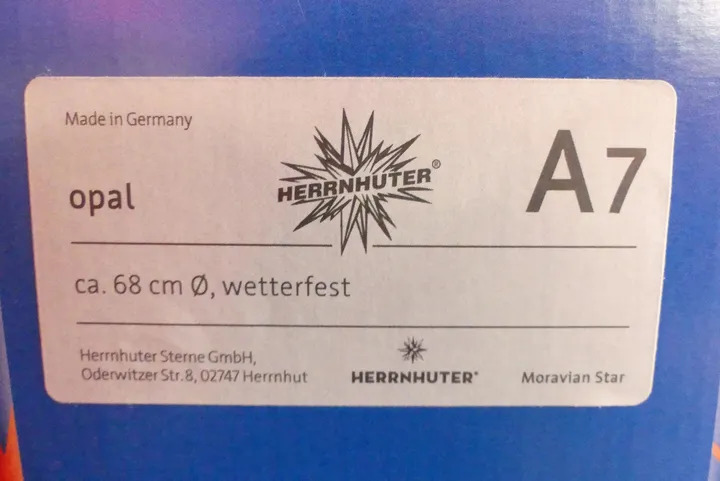 Made in Germany
HERRNHUTER®
A7
opal
ca. 68 cm Ø, wetterfest
Herrnhuter Sterne GmbH,
Oderwitzer Str. 8, 02747 Herrnhut
HERRNHUTER®
Moravian Star